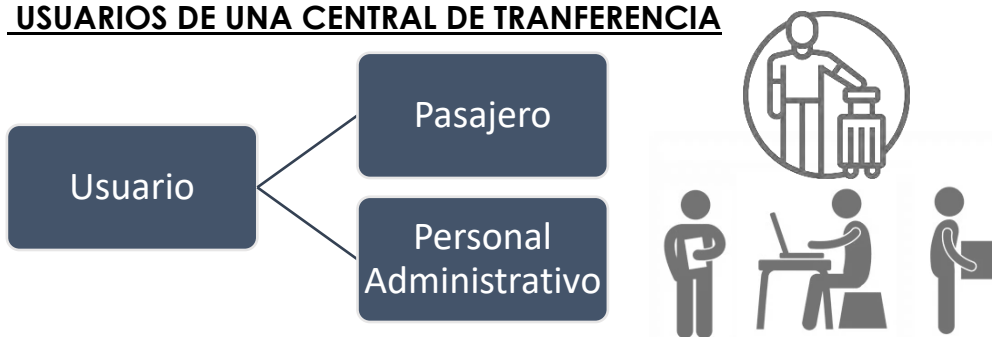 USUARIOS DE UNA CENTRAL DE TRANFERENCIA
Usuario
Pasajero
Personal
Administrativo